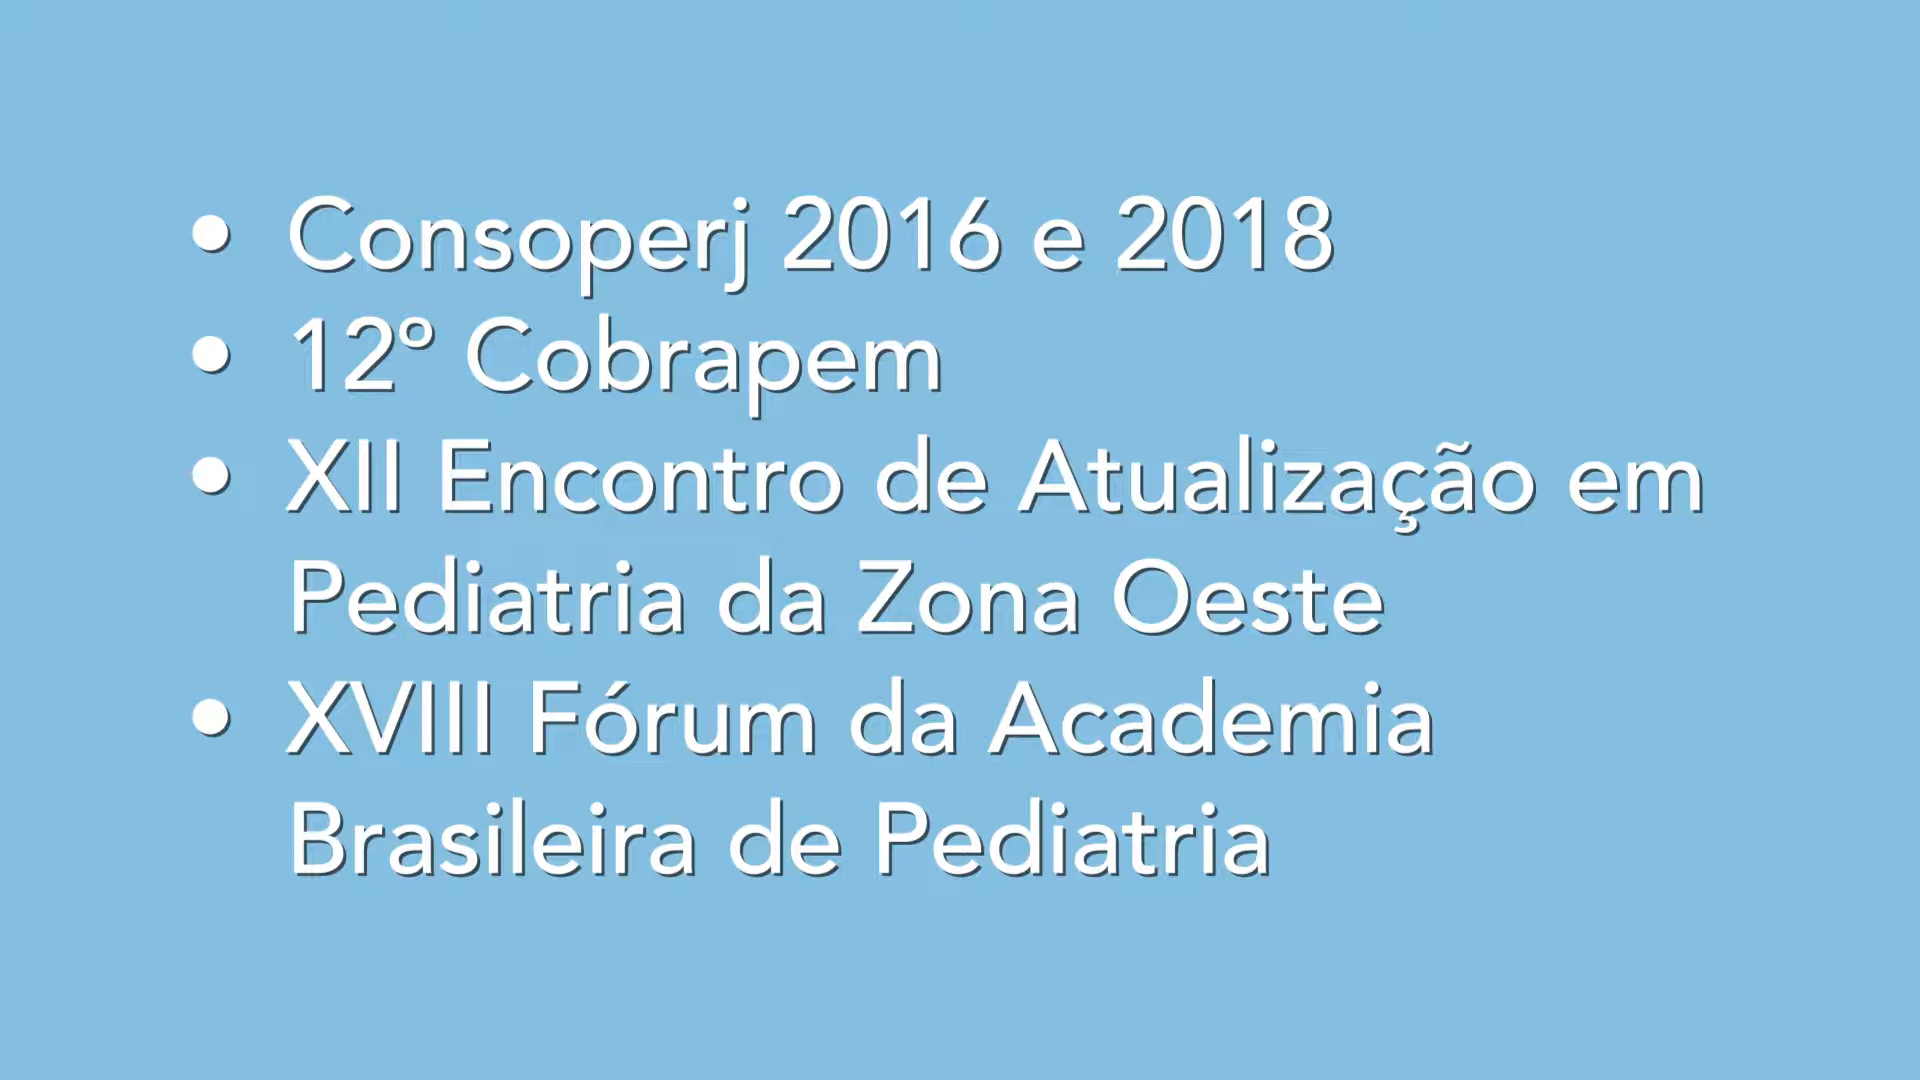 • Consoperj 2016 e 2018
• 12º Cobrapem
• XII Encontro de Atualização em
Pediatria da Zona Oeste
• XVIII Fórum da Academia
Brasileira de Pediatria